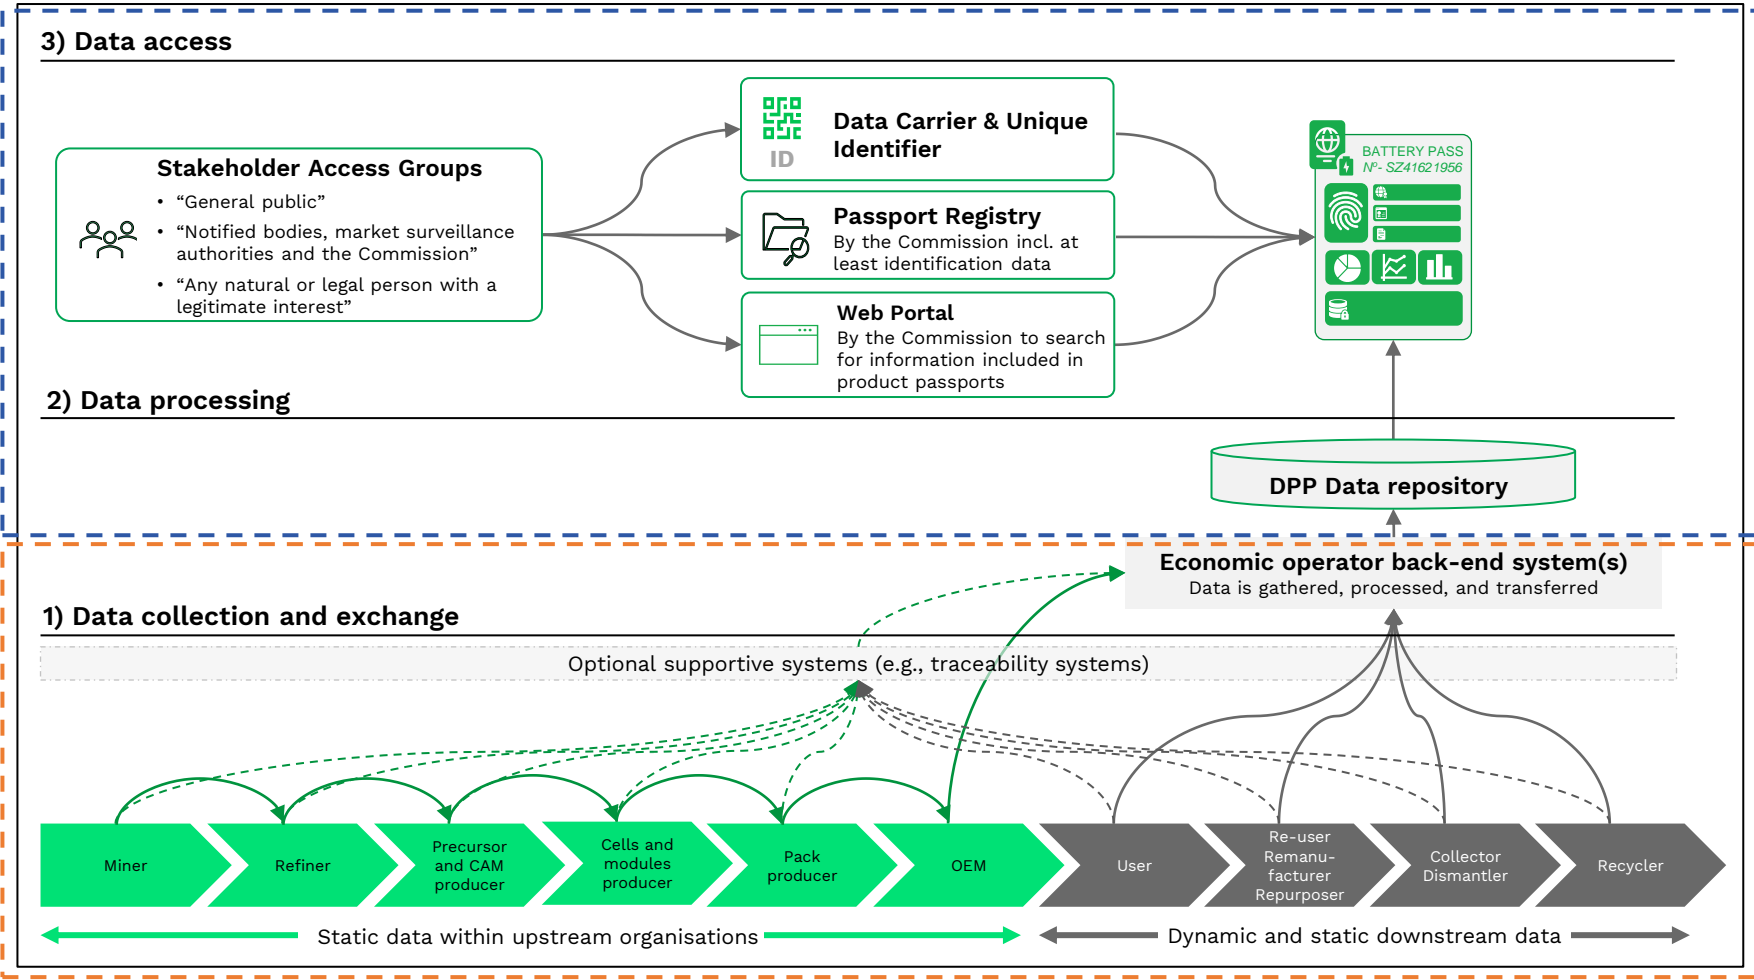 3) Data access
Stakeholder Access Groups
• “General public”
• “Notified bodies, market surveillance
authorities and the Commission”
• “Any natural or legal person with a
legitimate interest”
ID
Data Carrier & Unique
Identifier
Passport Registry
By the Commission incl. at
least identification data
Web Portal
By the Commission to search
for information included in
product passports
BATTERY PASS
Nº- SZ41621956
2) Data processing
DPP Data repository
Economic operator back-end system(s)
Data is gathered, processed, and transferred
1) Data collection and exchange
Optional supportive systems (e.g., traceability systems)
Miner
Refiner
Precursor
and CAM
producer
Cells and
modules
producer
Pack
producer
OEM
User
Re-user
Remanu-
facturer
Repurposer
Collector
Dismantler
Recycler
Static data within upstream organisations
Dynamic and static downstream data